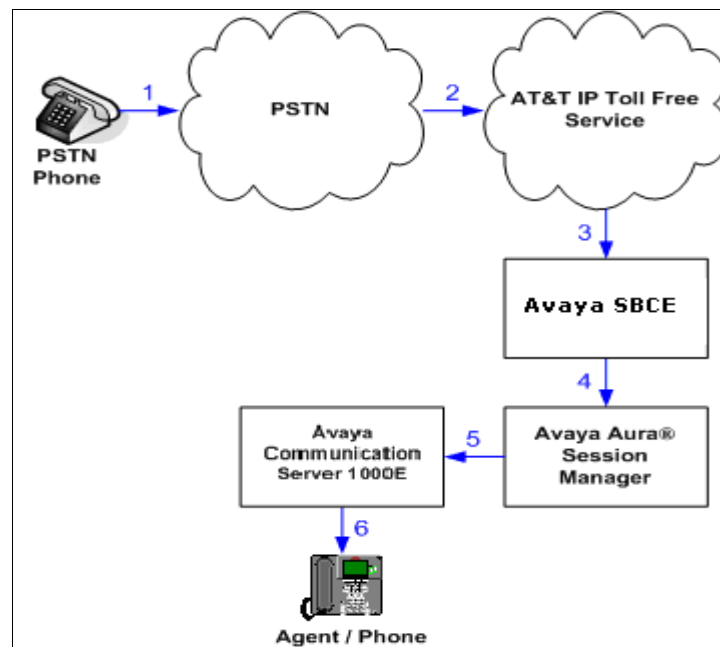 1
PSTN
Phone
PSTN
2
AT&T IP Toll Free
Service
3
Avaya SBCE
4
Avaya Aura®
Session
Manager
5
Avaya
Communication
Server 1000E
6
Agent / Phone